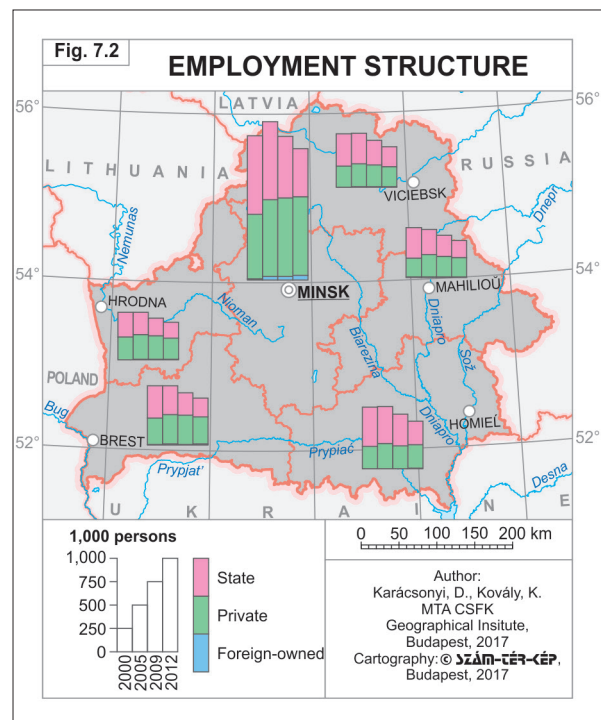 Fig. 7.2
EMPLOYMENT STRUCTURE
56°
LATVIA
56°
LITHUANIA
RUSSIA
VICIEBSK
Dnepr
Nemunas
54°
54°
HRODNA
MINSK
MAHILIOŬ
Nioman
Biarezina
Dniapro
Sož
POLAND
Bug
HOMIEĹ
BREST
Dniapro
52°
52°
Prypiać
Prypjat'
Desna
UKRAINE
1,000 persons
1,000
750
500
250
2000
2005
2009
2012
State
Private
Foreign-owned
0 50 100 150 200 km
Author:
Karácsonyi, D., Kovály, K.
MTA CSFK
Geographical Insitute,
Budapest, 2017
Cartography: © SZÁM-TÉR-KÉP,
Budapest, 2017